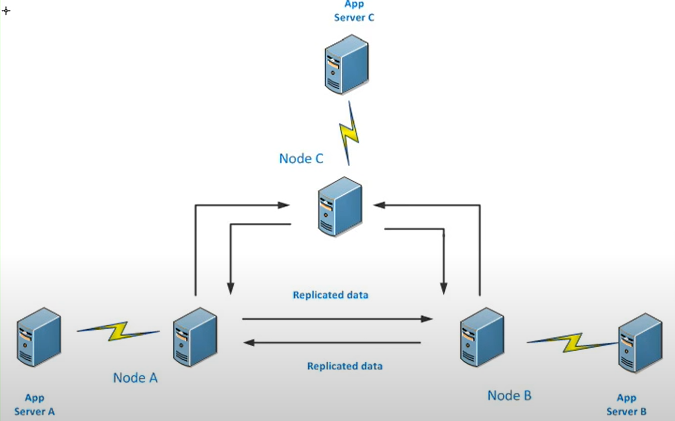 App
Server C
Node C
Replicated data
Replicated data
Node A
Node B
App
Server A
App
Server B